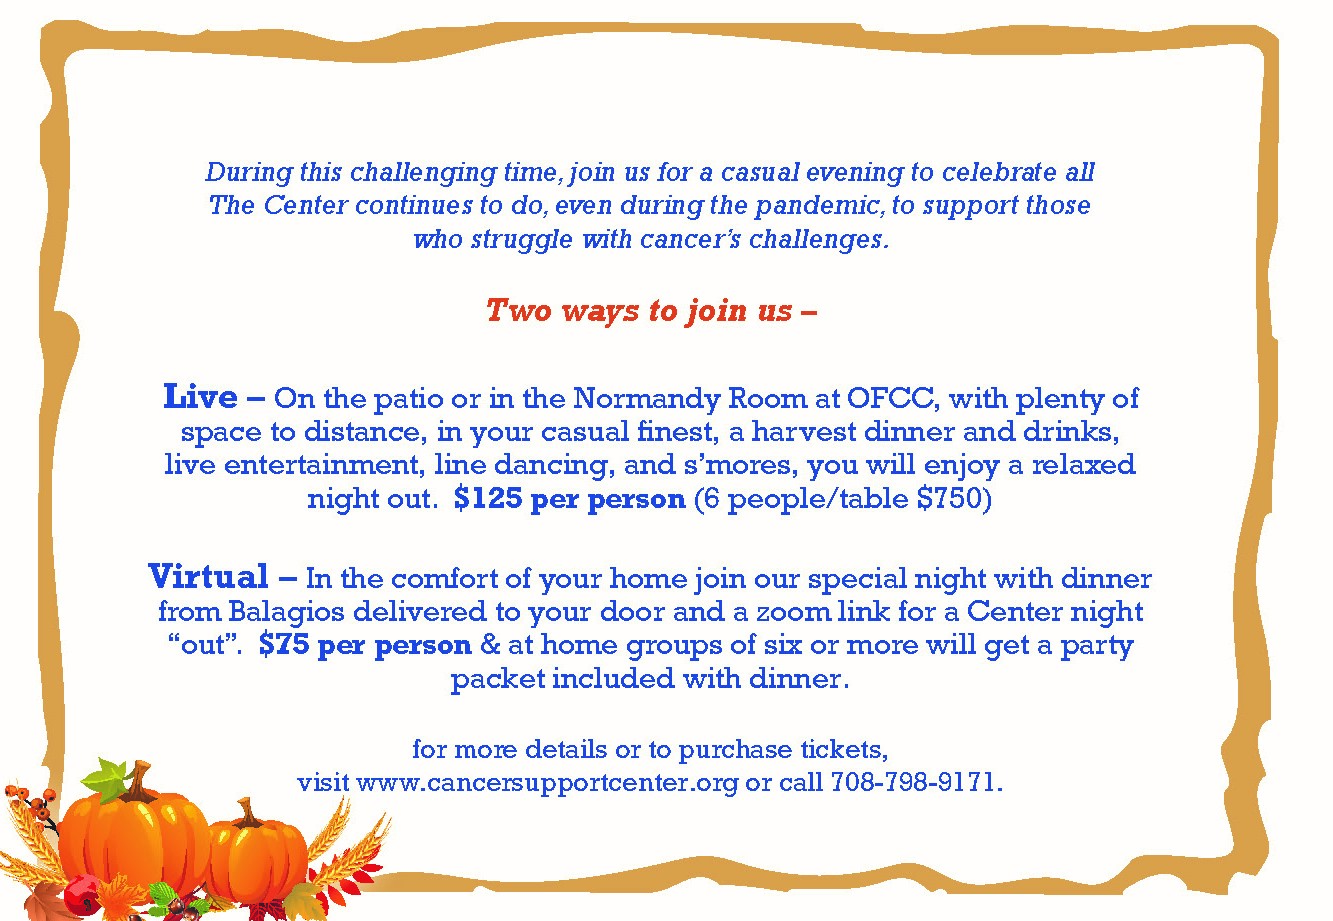 During this challenging time, join us for a casual evening to celebrate all
The Center continues to do, even during the pandemic, to support those
who struggle with cancer's challenges.
Two ways to join us –
Live – On the patio or in the Normandy Room at OFCC, with plenty of
space to distance, in your casual finest, a harvest dinner and drinks,
live entertainment, line dancing, and s'mores, you will enjoy a relaxed
night out. $125 per person (6 people/table $750)
Virtual – In the comfort of your home join our special night with dinner
from Balagios delivered to your door and a zoom link for a Center night
“out”. $75 per person & at home groups of six or more will get a party
packet included with dinner.
for more details or to purchase tickets,
visit www.cancersupportcenter.org or call 708-798-9171.